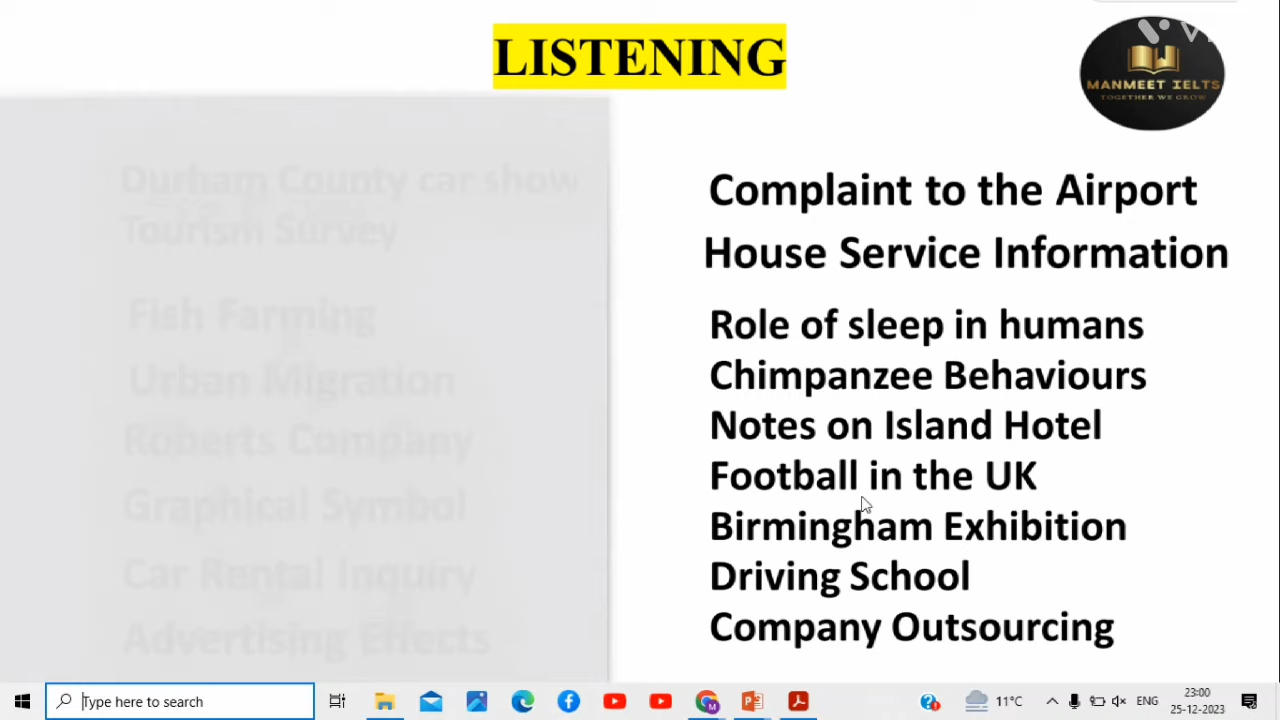 LISTENING
MANMEET IELTS
TOGETHER WE GROW
Durham County car show
Tourism Survey
Fish Farming
Urban Migration
Roberts Company
Graphical Symbol
Car Rental Inquiry
Advertising Effects
Complaint to the Airport
House Service Information
Role of sleep in humans
Chimpanzee Behaviours
Notes on Island Hotel
Football in the UK
Birmingham Exhibition
Driving School
Company Outsourcing
Type here to search
11°C
ENG
23:00
25-12-2023